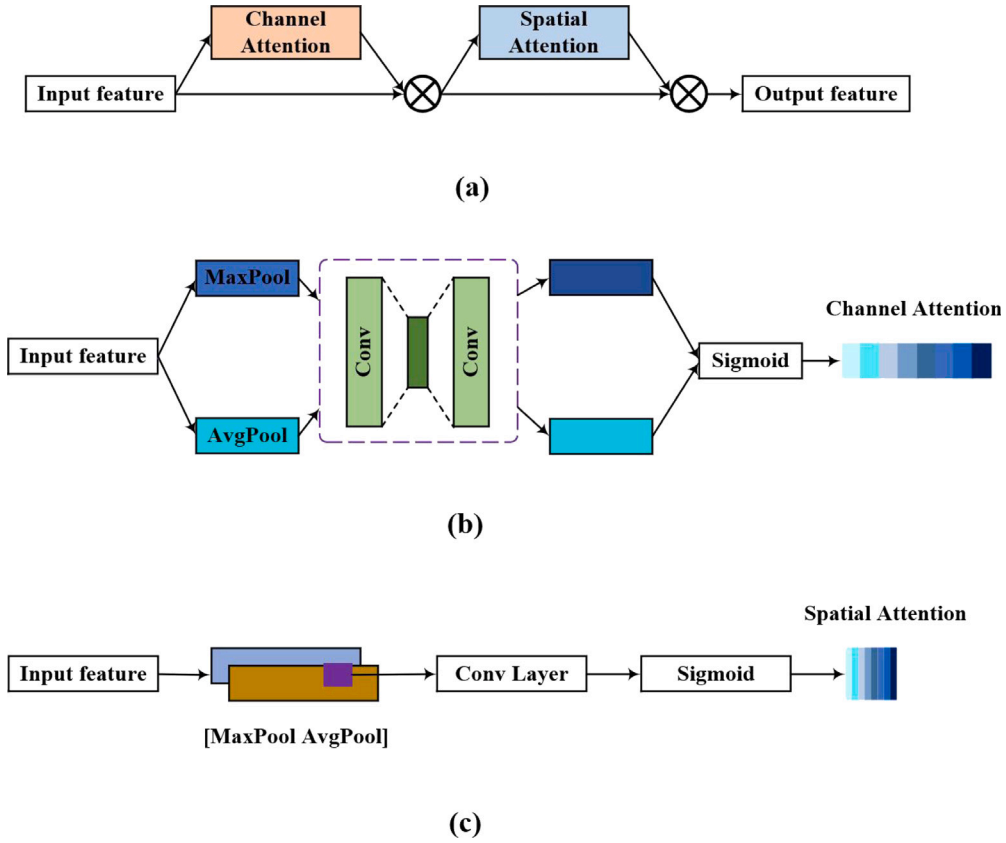 Channel
Attention
Spatial
Attention
Input feature
Output feature
(a)
MaxPool
Channel Attention
Input feature
Conv
Conv
Sigmoid
AvgPool
(b)
Spatial Attention
Input feature
Conv Layer
Sigmoid
[MaxPool AvgPool]
(c)